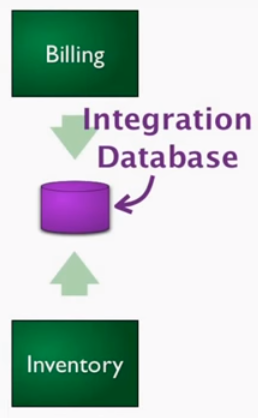 Billing
Integration
Database
Inventory